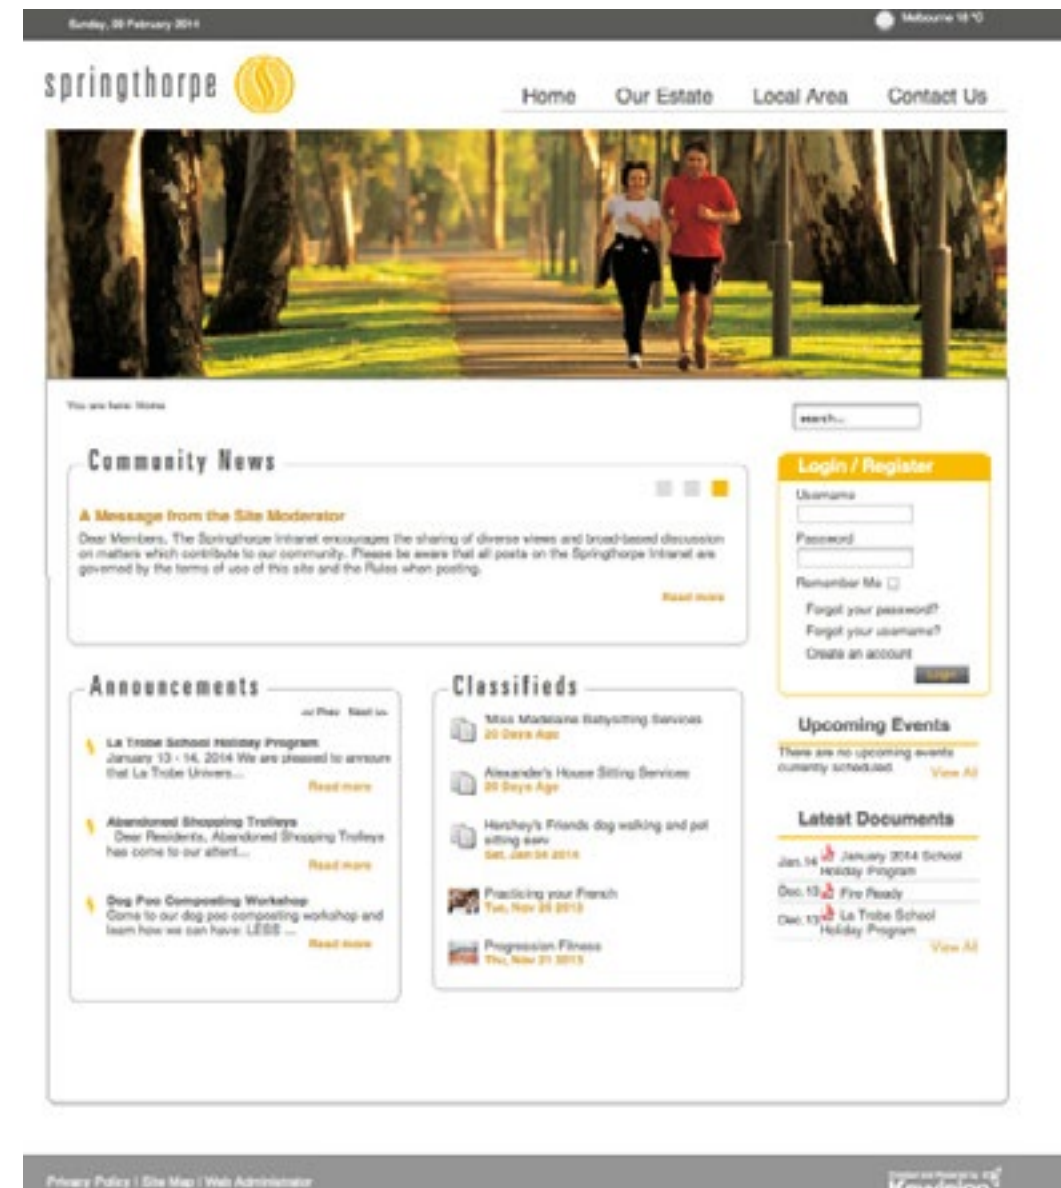 Sunday, 09 February 2014
Melbourne 18 °C
springthorpe
Home Our Estate Local Area Contact Us
You are here: Home
search...
Community News
A Message from the Site Moderator
Dear Members, The Springthorpe Intranet encourages the sharing of diverse views and broad-based discussion
on matters which contribute to our community. Please be aware that all posts on the Springthorpe Intranet are
governed by the terms of use of this site and the Rules when posting.
Read more
Login / Register
Username
Password
Remember Me
Forgot your password?
Forgot your username?
Create an account
Login
Announcements
<< Prev Next >>
La Trobe School Holiday Program
January 13 - 14, 2014 We are pleased to announ
that La Trobe Univers...
Read more
Abandoned Shopping Trolleys
Dear Residents, Abandoned Shopping Trolleys
has come to our attent...
Read more
Dog Poo Composting Workshop
Come to our dog poo composting workshop and
learn how we can have: LESS ...
Read more
Classifieds
'Miss Madelaine Babysitting Services
20 Days Ago
Alexander's House Sitting Services
20 Days Ago
Hershey's Friends dog walking and pet
sitting serv
Sat, Jan 04 2014
Practicing your French
Tue, Nov 26 2013
Progression Fitness
Thu, Nov 21 2013
Upcoming Events
There are no upcoming events
currently scheduled.
View All
Latest Documents
Jan.14 January 2014 School
Holiday Program
Dec.13 Fire Ready
Dec.13 La Trobe School
Holiday Program
View All
Privacy Policy | Site Map | Web Administrator